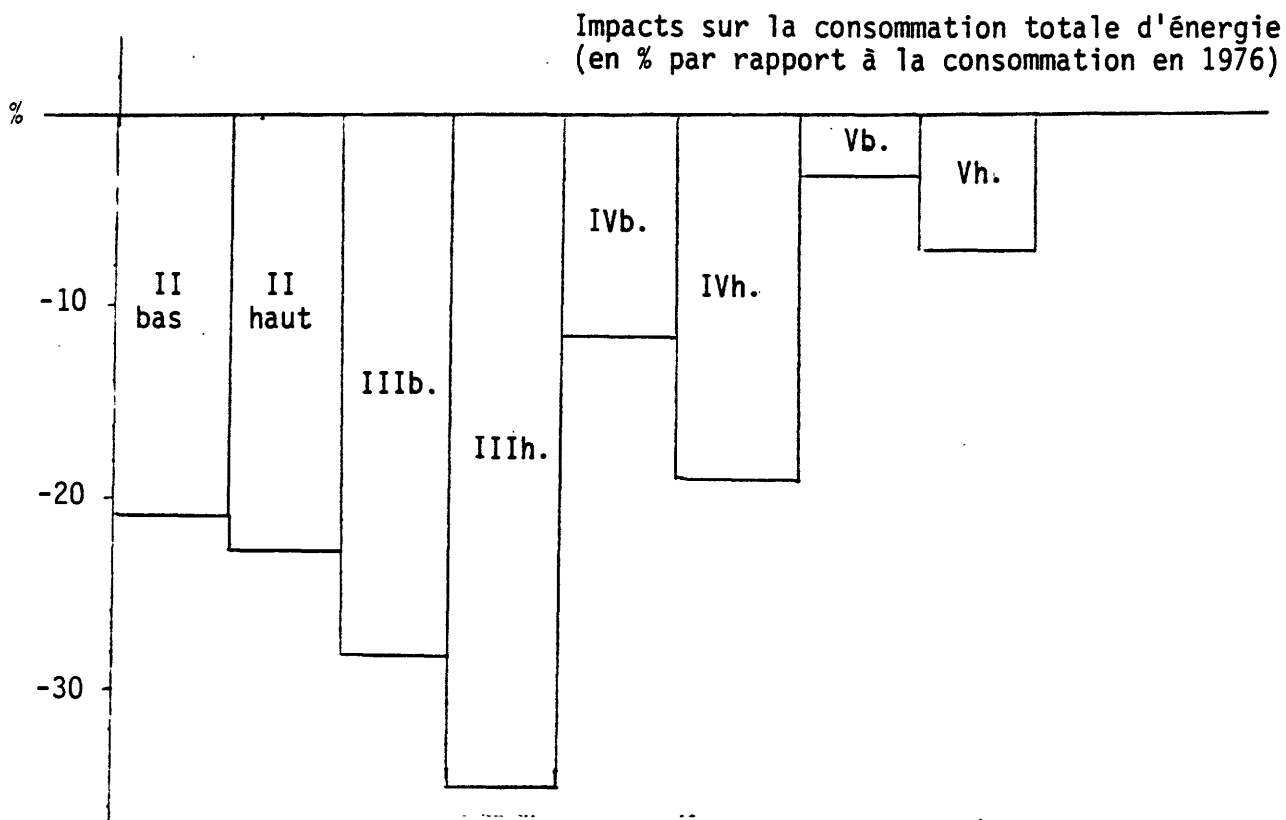 Impacts sur la consommation totale d'énergie
(en % par rapport à la consommation en 1976)
%
Vb.
Vh.
IVb.
II
bas
II
haut
IVh.
-10
IIIb.
IIIh.
-20
-30